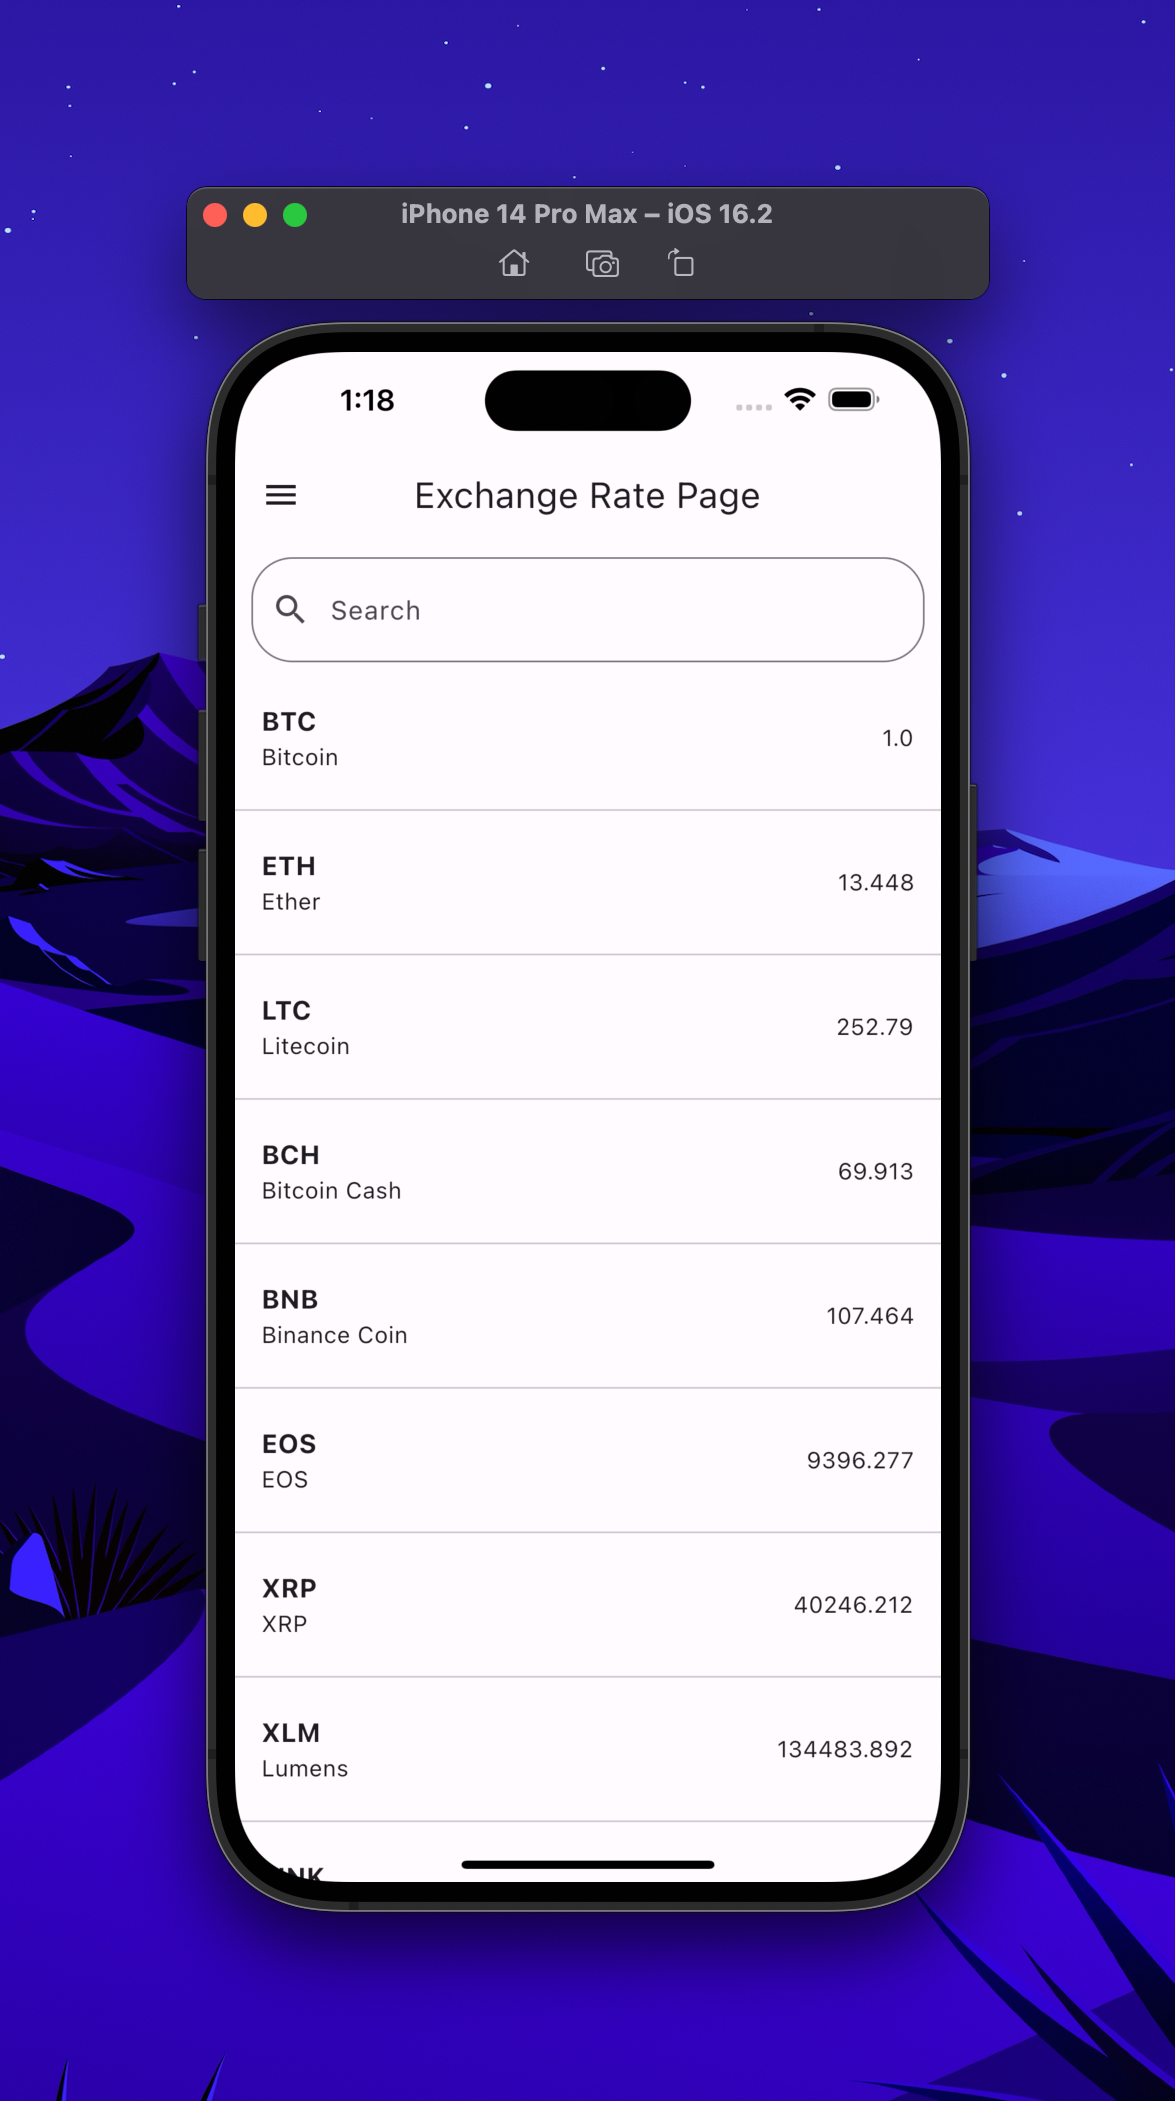 iPhone 14 Pro Max – iOS 16.2
1:18
Exchange Rate Page
Search
BTC
Bitcoin
1.0
ETH
Ether
13.448
LTC
Litecoin
252.79
BCH
Bitcoin Cash
69.913
BNB
Binance Coin
107.464
EOS
EOS
9396.277
XRP
XRP
40246.212
XLM
Lumens
134483.892